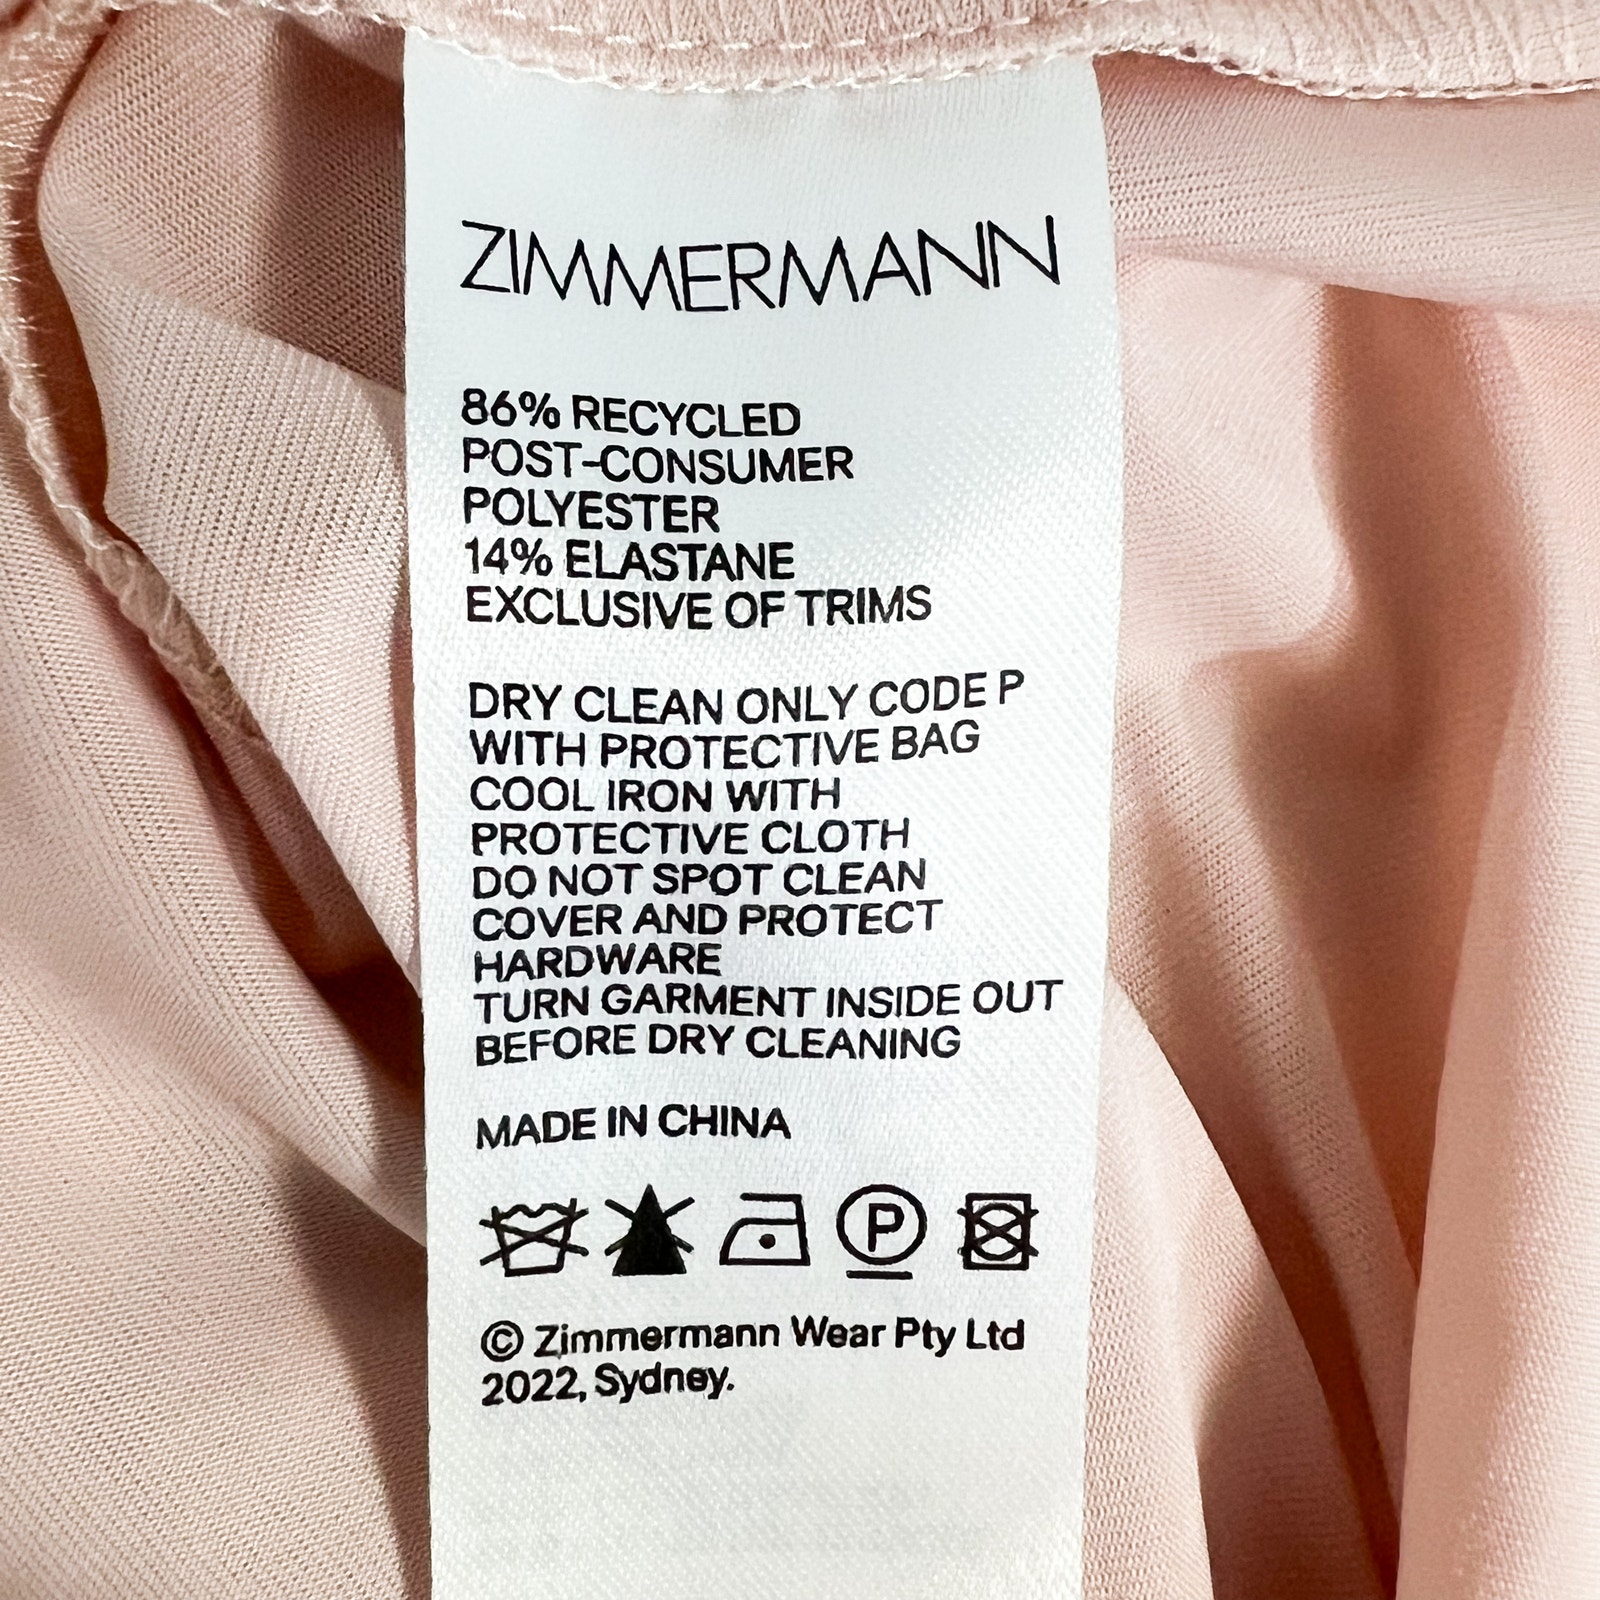 ZIMMERMANN
86% RECYCLED
POST-CONSUMER
POLYESTER
14% ELASTANE
EXCLUSIVE OF TRIMS
DRY CLEAN ONLY CODE P
WITH PROTECTIVE BAG
COOL IRON WITH
PROTECTIVE CLOTH
DO NOT SPOT CLEAN
COVER AND PROTECT
HARDWARE
TURN GARMENT INSIDE OUT
BEFORE DRY CLEANING
MADE IN CHINA
P
© Zimmermann Wear Pty Ltd
2022, Sydney.